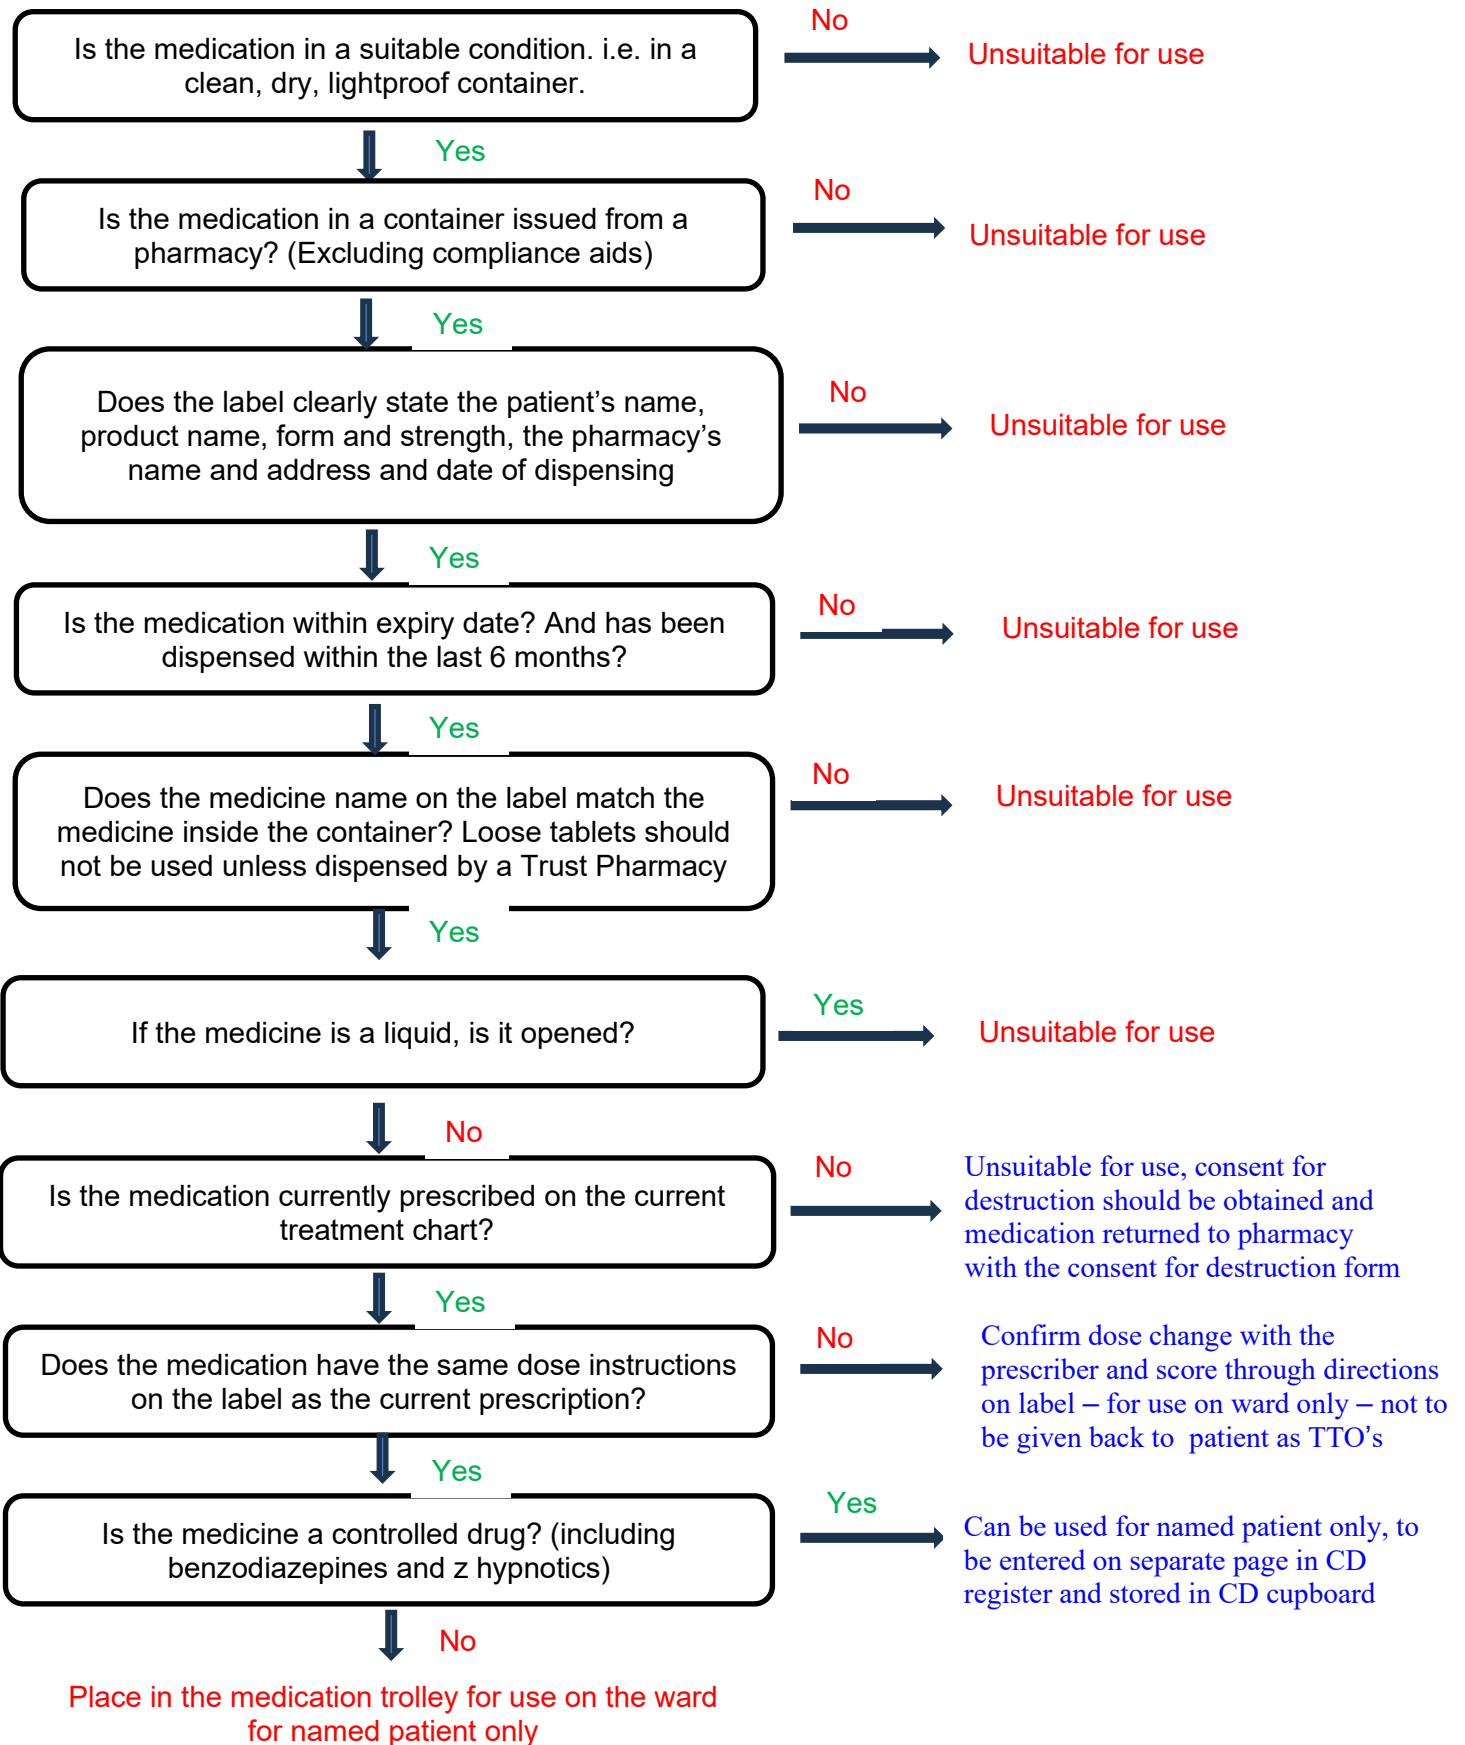 Is the medication in a suitable condition. i.e. in a
clean, dry, lightproof container.
No
Unsuitable for use
Yes
Is the medication in a container issued from a
pharmacy? (Excluding compliance aids)
No
Unsuitable for use
Yes
Does the label clearly state the patient’s name,
product name, form and strength, the pharmacy’s
name and address and date of dispensing
No
Unsuitable for use
Yes
Is the medication within expiry date? And has been
dispensed within the last 6 months?
No
Unsuitable for use
Yes
Does the medicine name on the label match the
medicine inside the container? Loose tablets should
not be used unless dispensed by a Trust Pharmacy
No
Unsuitable for use
Yes
If the medicine is a liquid, is it opened?
Yes
Unsuitable for use
No
Is the medication currently prescribed on the current
treatment chart?
No
Unsuitable for use, consent for
destruction should be obtained and
medication returned to pharmacy
with the consent for destruction form
Yes
Does the medication have the same dose instructions
on the label as the current prescription?
No
Confirm dose change with the
prescriber and score through directions
on label – for use on ward only – not to
be given back to patient as TTO’s
Yes
Is the medicine a controlled drug? (including
benzodiazepines and z hypnotics)
Yes
Can be used for named patient only, to
be entered on separate page in CD
register and stored in CD cupboard
No
Place in the medication trolley for use on the ward
for named patient only